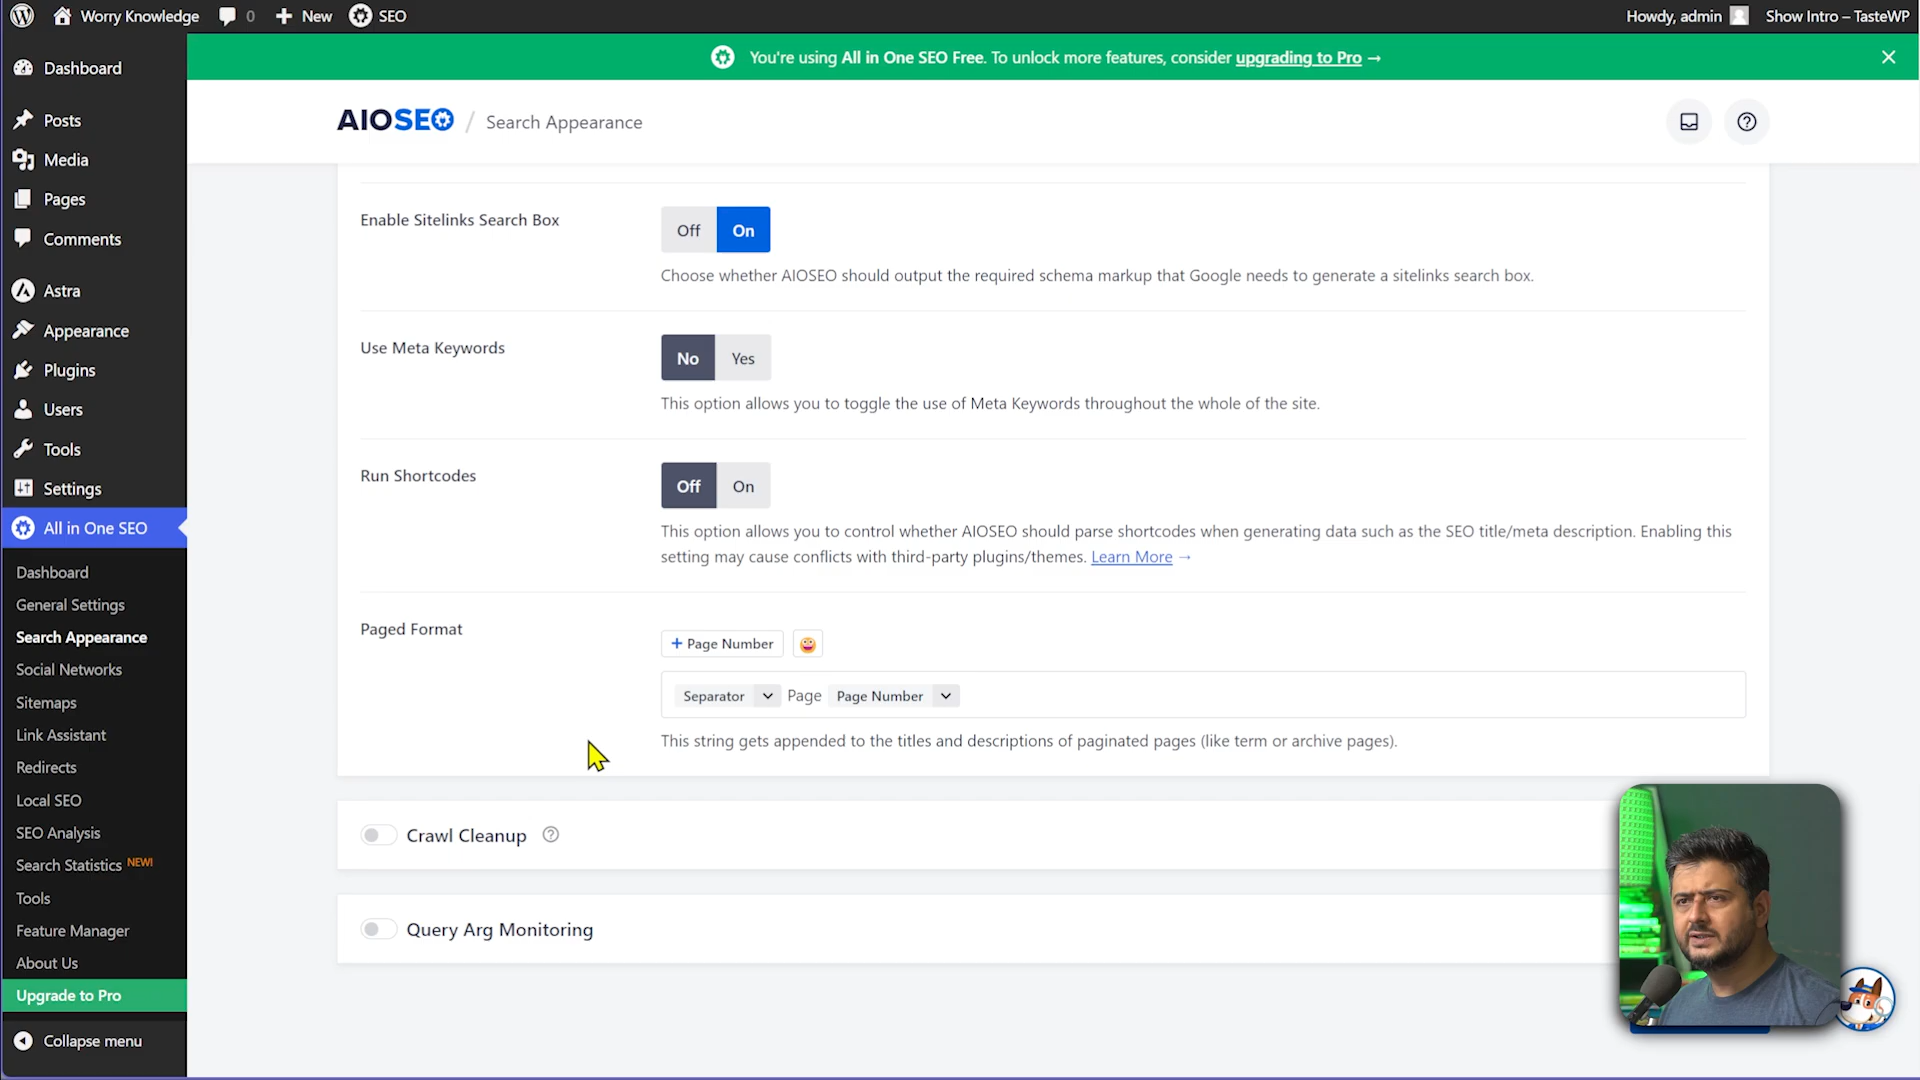 Worry Knowledge
0
New
SEO
Howdy, admin
Show Intro – TasteWP
You're using All in One SEO Free. To unlock more features, consider upgrading to Pro →
Dashboard
Posts
Media
Pages
Comments
Astra
Appearance
Plugins
Users
Tools
Settings
All in One SEO
Dashboard
General Settings
Search Appearance
Social Networks
Sitemaps
Link Assistant
Redirects
Local SEO
SEO Analysis
Search Statistics NEW!
Tools
Feature Manager
About Us
Upgrade to Pro
Collapse menu
AIOSEO / Search Appearance
Enable Sitelinks Search Box
Off On
Choose whether AIOSEO should output the required schema markup that Google needs to generate a sitelinks search box.
Use Meta Keywords
No Yes
This option allows you to toggle the use of Meta Keywords throughout the whole of the site.
Run Shortcodes
Off On
This option allows you to control whether AIOSEO should parse shortcodes when generating data such as the SEO title/meta description. Enabling this
setting may cause conflicts with third-party plugins/themes. Learn More →
Paged Format
+ Page Number
Separator Page Page Number
This string gets appended to the titles and descriptions of paginated pages (like term or archive pages).
Crawl Cleanup
Query Arg Monitoring